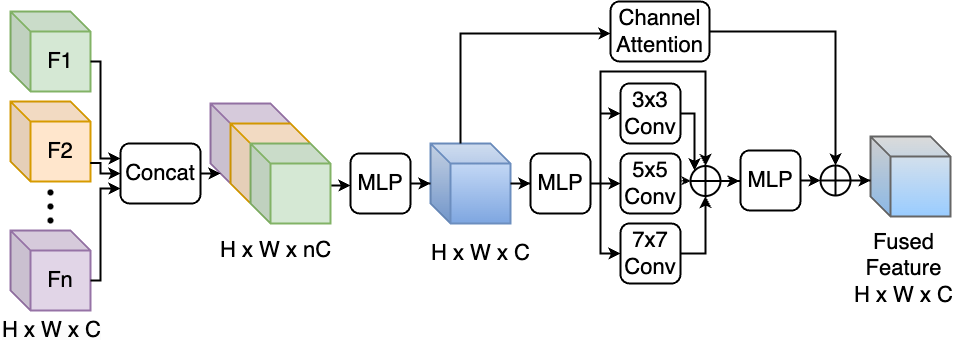 F1
F2
Fn
H x W x C
Concat
H x W x nC
MLP
H x W x C
MLP
Channel
Attention
3x3
Conv
5x5
Conv
7x7
Conv
MLP
Fused
Feature
H x W x C